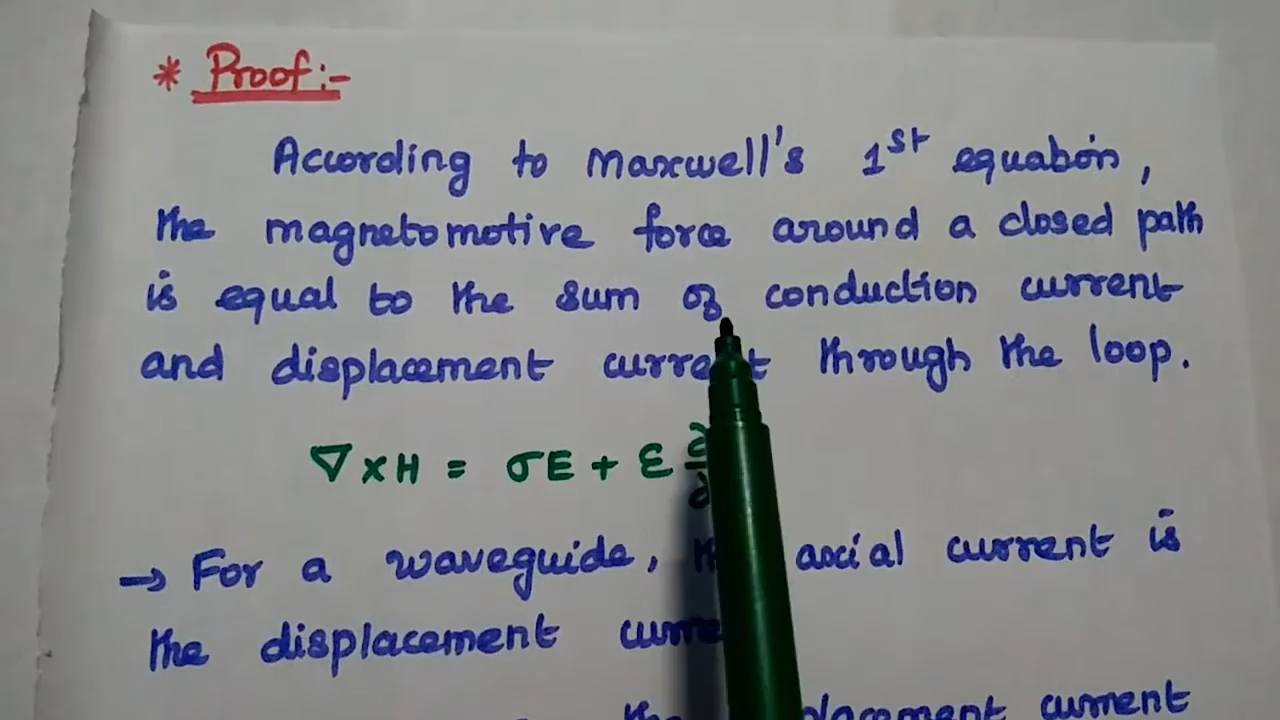 * Proof:-
According to Maxwell's 1st equation,
the magnetomotive force around a closed path
is equal to the sum of conduction current
and displacement current through the loop.
∇ x H = σE + ε ∂
→ For a waveguide, axial current is
the displacement
the current